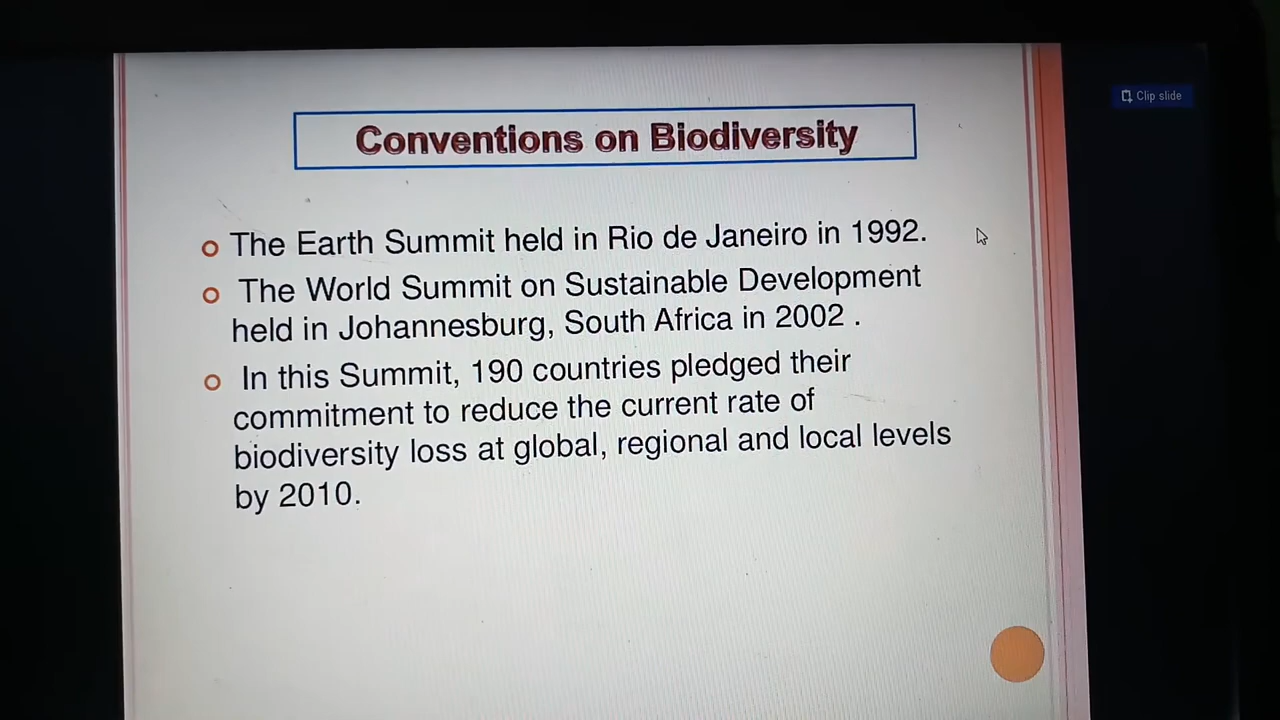 Clip slide
Conventions on Biodiversity
The Earth Summit held in Rio de Janeiro in 1992.
The World Summit on Sustainable Development
held in Johannesburg, South Africa in 2002 .
In this Summit, 190 countries pledged their
commitment to reduce the current rate of
biodiversity loss at global, regional and local levels
by 2010.